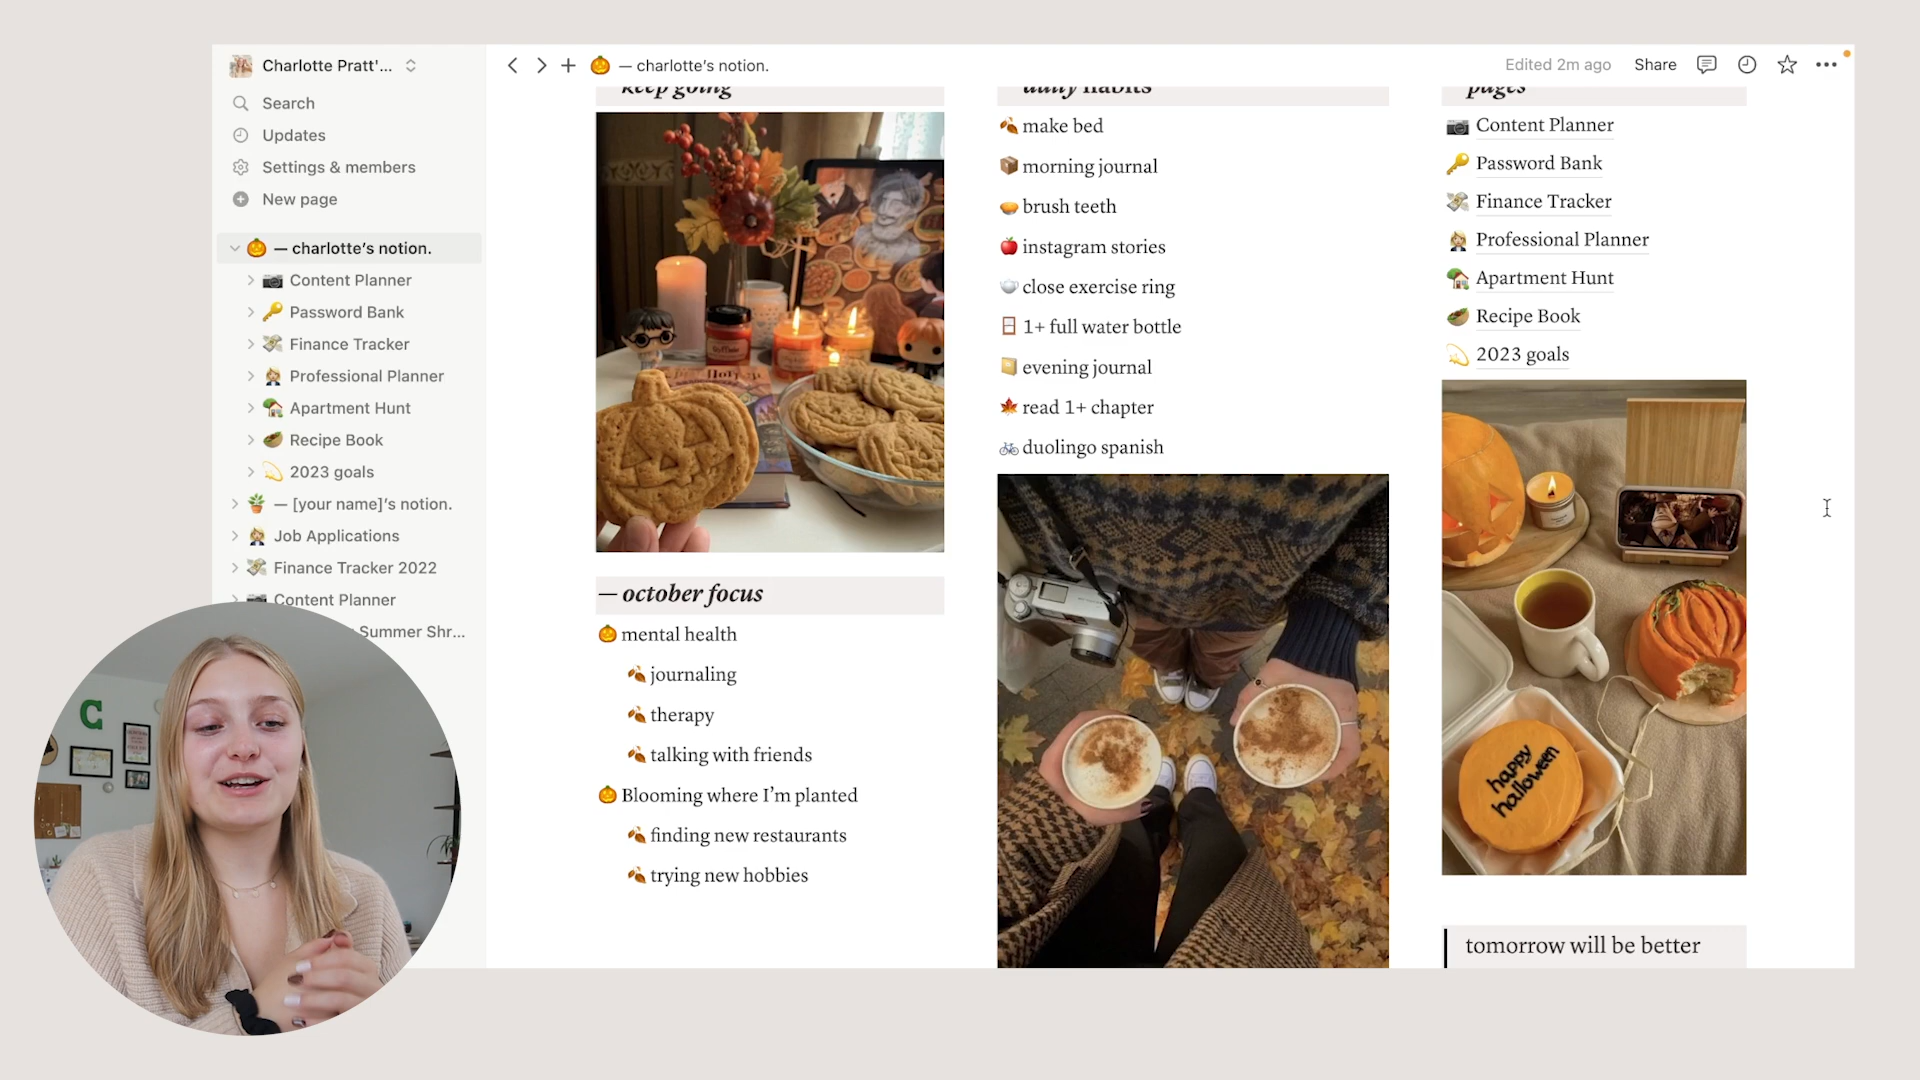 Charlotte Pratt'...
Search
Updates
Settings & members
New page
— charlotte's notion.
Content Planner
Password Bank
Finance Tracker
Professional Planner
Apartment Hunt
Recipe Book
2023 goals
— [your name]'s notion.
Job Applications
Finance Tracker 2022
Content Planner
Summer Shr...
C
— charlotte's notion.
Edited 2m ago
Share
keep going
— october focus
mental health
journaling
therapy
talking with friends
Blooming where I'm planted
finding new restaurants
trying new hobbies
daily habits
make bed
morning journal
brush teeth
instagram stories
close exercise ring
1+ full water bottle
evening journal
read 1+ chapter
duolingo spanish
pages
Content Planner
Password Bank
Finance Tracker
Professional Planner
Apartment Hunt
Recipe Book
2023 goals
happy
halloween
tomorrow will be better